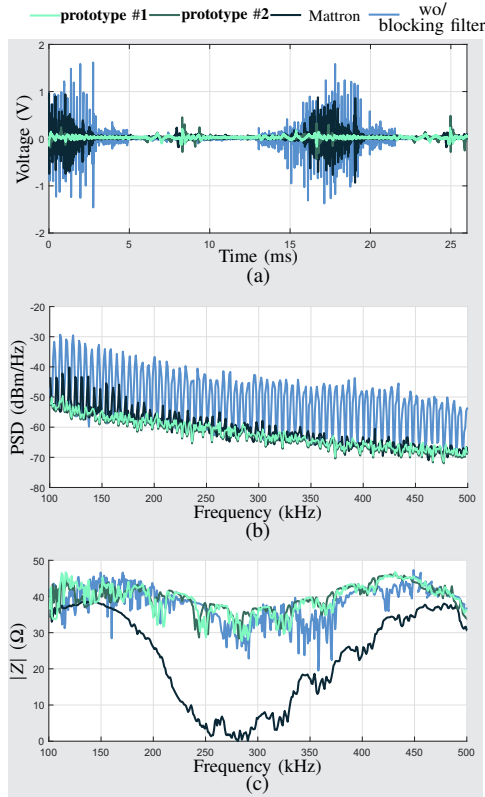 prototype #1 prototype #2 Mattron wo/ blocking filter
Voltage (V)
2
1
0
-1
-2
0 5 10 15 20 25
Time (ms)
(a)
PSD (dBm/Hz)
-20
-30
-40
-50
-60
-70
-80
100 150 200 250 300 350 400 450 500
Frequency (kHz)
(b)
|Z| (Ω)
50
40
30
20
10
0
100 150 200 250 300 350 400 450 500
Frequency (kHz)
(c)